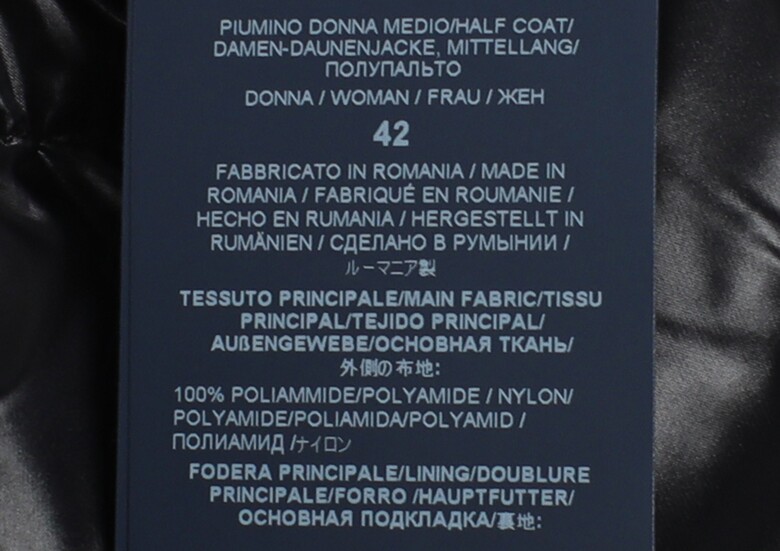 PIUMINO DONNA MEDIO/HALF COAT/
DAMEN-DAUNENJACKE, MITTELLANG/
ПОЛУПАЛЬТО
DONNA / WOMAN / FRAU / ЖЕН
42
FABBRICATO IN ROMANIA / MADE IN
ROMANIA / FABRIQUÉ EN ROUMANIE /
HECHO EN RUMANIA / HERGESTELLT IN
RUMÄNIEN / СДЕЛАНО В РУМЫНИИ /
ルーマニア製
TESSUTO PRINCIPALE/MAIN FABRIC/TISSU
PRINCIPAL/TEJIDO PRINCIPAL/
AUßENGEWEBE/ОСНОВНАЯ ТКАНЬ/
外側の布地:
100% POLIAMMIDE/POLYAMIDE / NYLON/
POLYAMIDE/POLIAMIDA/POLYAMID /
ПОЛИАМИД /ナイロン
FODERA PRINCIPALE/LINING/DOUBLURE
PRINCIPALE/FORRO /HAUPTFUTTER/
ОСНОВНАЯ ПОДКЛАДКА/裏地: